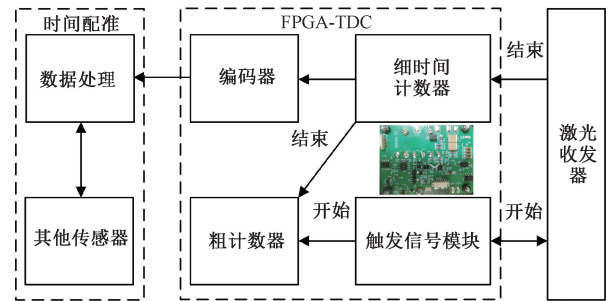 时间配准
FPGA-TDC
数据处理
编码器
细时间
计数器
结束
结束
激光
收发
器
其他传感器
粗计数器
开始
触发信号模块
开始